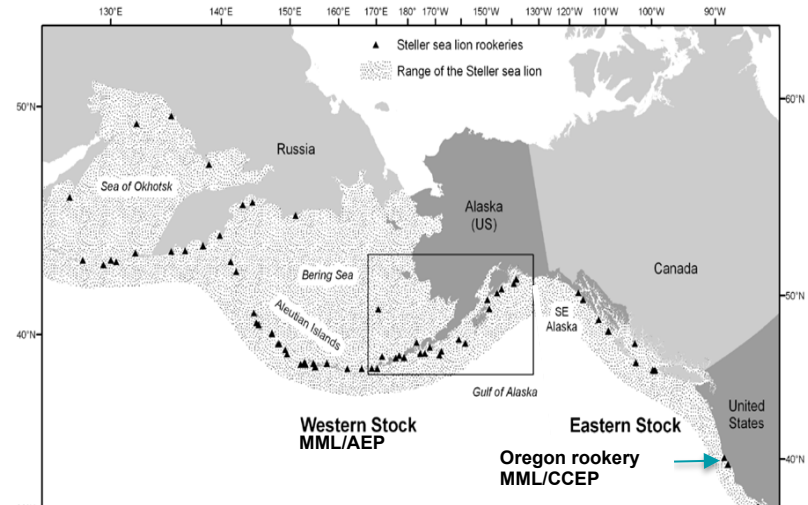 130°E 140°E 150°E 160°E 170°E 180° 170°W 150°W 130°W 120°W 110°W 100°W 90°W
Steller sea lion rookeries
Range of the Steller sea lion
50°N
60°N
Russia
Sea of Okhotsk
Alaska
(US)
Canada
Bering Sea
50°N
Aleutian Islands
SE
Alaska
40°N
Gulf of Alaska
United
States
Western Stock
MML/AEP
Eastern Stock
Oregon rookery
MML/CCEP
40°N